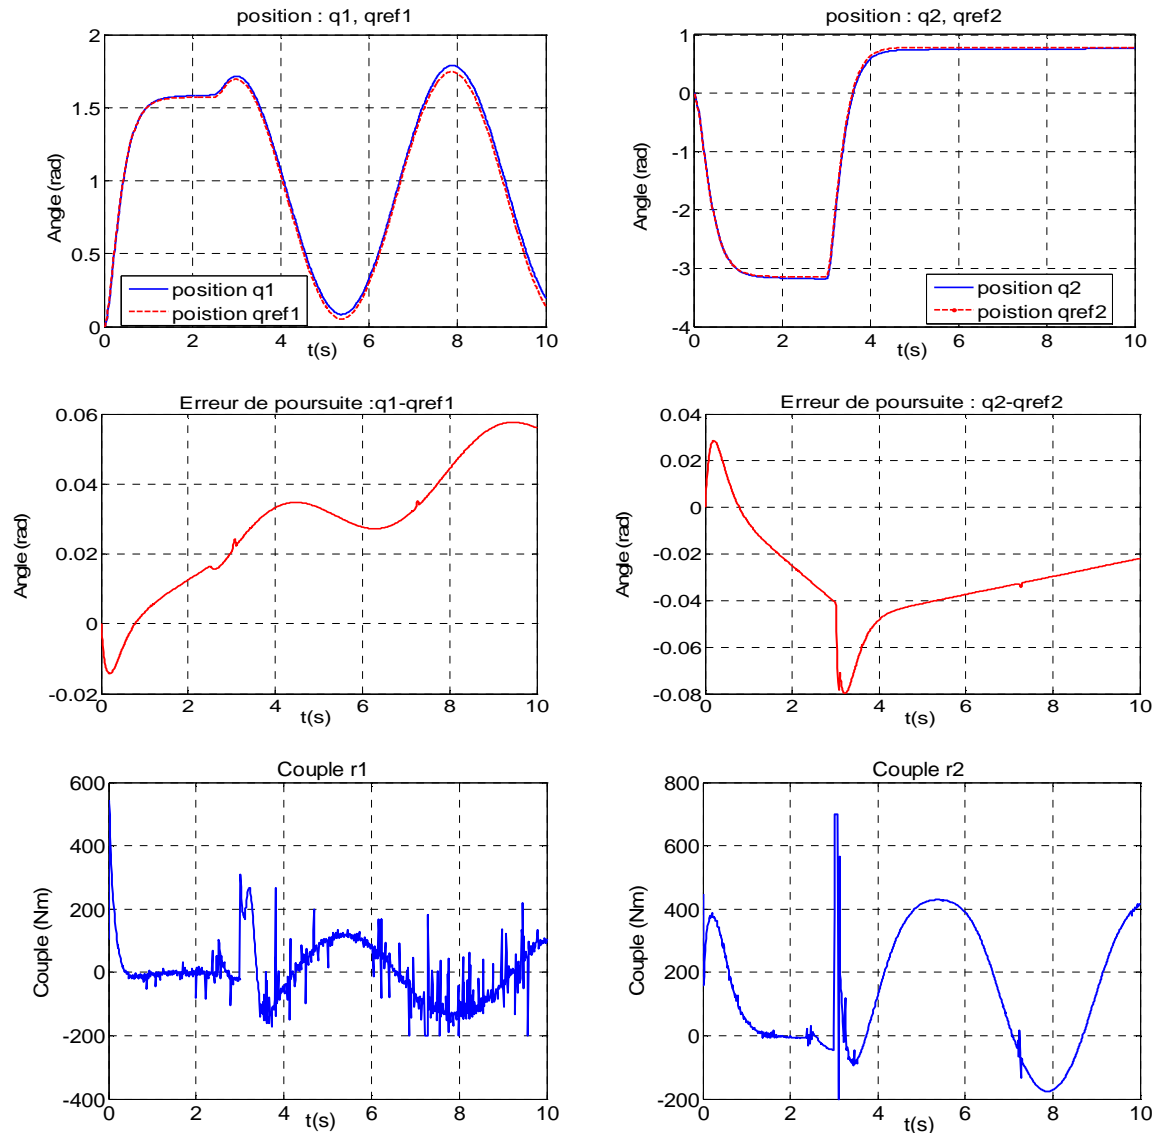 position : q1, qref1
2
1.5
1
0.5
0
Angle (rad)
position q1
poistion qref1
0 2 4 6 8 10
t(s)
position : q2, qref2
1
0
-1
-2
-3
-4
Angle (rad)
position q2
poistion qref2
0 2 4 6 8 10
t(s)
Erreur de poursuite :q1-qref1
0.06
0.04
0.02
0
-0.02
Angle (rad)
0 2 4 6 8 10
t(s)
Erreur de poursuite : q2-qref2
0.04
0.02
0
-0.02
-0.04
-0.06
-0.08
Angle (rad)
0 2 4 6 8 10
t(s)
Couple r1
600
400
200
0
-200
-400
Couple (Nm)
0 2 4 6 8 10
t(s)
Couple r2
800
600
400
200
0
-200
Couple (Nm)
0 2 4 6 8 10
t(s)